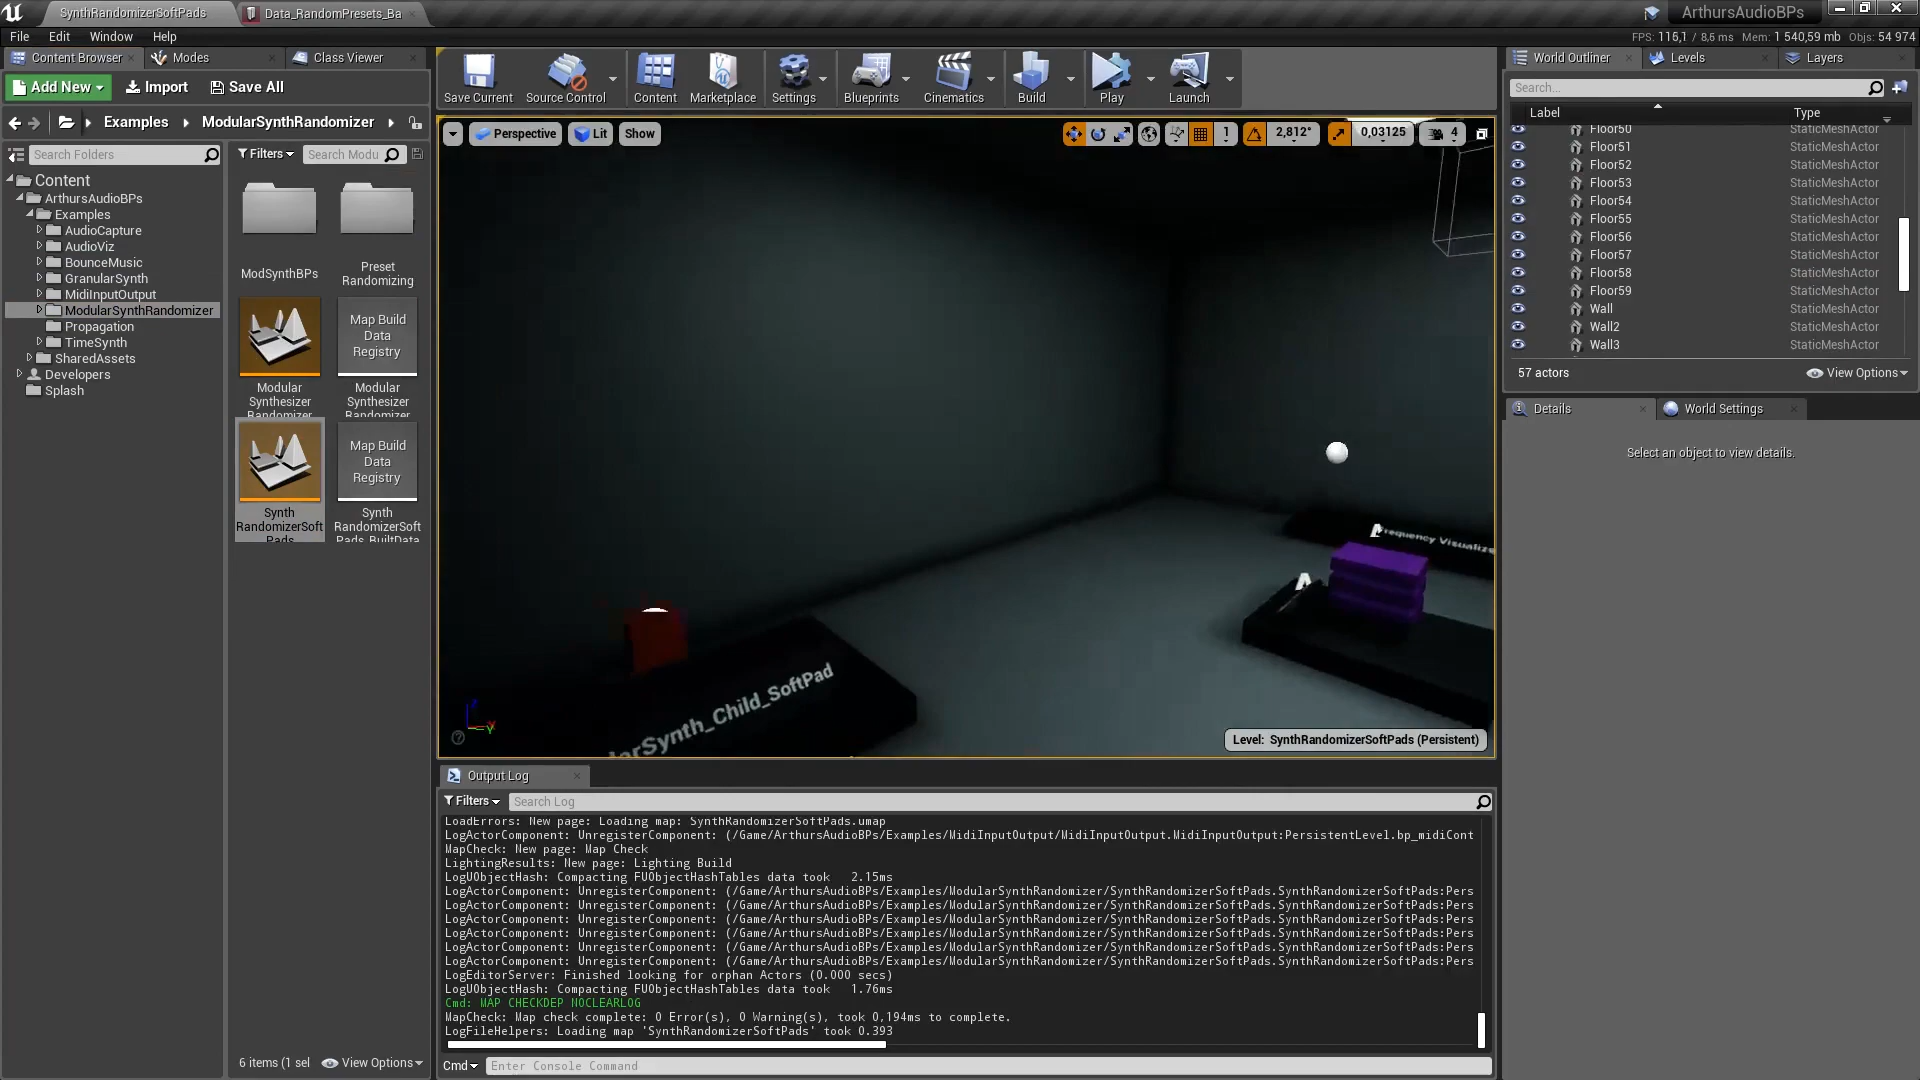 SynthRandomizerSoftPads
Data_RandomPresets_Ba
ArthursAudioBPs
File Edit Window Help
FPS: 116,1 / 8,6 ms Mem: 1 540,59 mb Objs: 54 974
Content Browser
Modes
Class Viewer
Add New
Import
Save All
Save Current
Source Control
Content
Marketplace
Settings
Blueprints
Cinematics
Build
Play
Launch
Examples
ModularSynthRandomizer
Search Folders
Filters
Search Modu
Content
ArthursAudioBPs
Examples
AudioCapture
AudioViz
BounceMusic
GranularSynth
MidiInputOutput
ModularSynthRandomizer
Propagation
TimeSynth
SharedAssets
Developers
Splash
ModSynthBPs
Preset
Randomizing
Modular
Synthesizer
Randomizer
Map Build
Data
Registry
Modular
Synthesizer
Randomizer
Synth
RandomizerSoft
Pads
Map Build
Data
Registry
Synth
RandomizerSoft
Pads_BuiltData
6 items (1 sel
View Options
Perspective
Lit
Show
1
2,812°
0,03125
4
Frequency Visualize
arSynth_Child_SoftPad
Level: SynthRandomizerSoftPads (Persistent)
Output Log
Filters
Search Log
LoadErrors: New page: Loading map: SynthRandomizerSoftPads.umap
LogActorComponent: UnregisterComponent: (/Game/ArthursAudioBPs/Examples/MidiInputOutput/MidiInputOutput.MidiInputOutput:PersistentLevel.bp_midiCont
MapCheck: New page: Map Check
LightingResults: New page: Lighting Build
LogUObjectHash: Compacting FUObjectHashTables data took   2.15ms
LogActorComponent: UnregisterComponent: (/Game/ArthursAudioBPs/Examples/ModularSynthRandomizer/SynthRandomizerSoftPads.SynthRandomizerSoftPads:Pers
LogActorComponent: UnregisterComponent: (/Game/ArthursAudioBPs/Examples/ModularSynthRandomizer/SynthRandomizerSoftPads.SynthRandomizerSoftPads:Pers
LogActorComponent: UnregisterComponent: (/Game/ArthursAudioBPs/Examples/ModularSynthRandomizer/SynthRandomizerSoftPads.SynthRandomizerSoftPads:Pers
LogActorComponent: UnregisterComponent: (/Game/ArthursAudioBPs/Examples/ModularSynthRandomizer/SynthRandomizerSoftPads.SynthRandomizerSoftPads:Pers
LogActorComponent: UnregisterComponent: (/Game/ArthursAudioBPs/Examples/ModularSynthRandomizer/SynthRandomizerSoftPads.SynthRandomizerSoftPads:Pers
LogActorComponent: UnregisterComponent: (/Game/ArthursAudioBPs/Examples/ModularSynthRandomizer/SynthRandomizerSoftPads.SynthRandomizerSoftPads:Pers
LogEditorServer: Finished looking for orphan Actors (0.000 secs)
LogUObjectHash: Compacting FUObjectHashTables data took   1.76ms
Cmd: MAP CHECKDEP NOCLEARLOG
MapCheck: Map check complete: 0 Error(s), 0 Warning(s), took 0,194ms to complete.
LogFileHelpers: Loading map 'SynthRandomizerSoftPads' took 0.393
Cmd
Enter Console Command
World Outliner
Levels
Layers
Search...
Label
Type
Floor50 StaticMeshActor
Floor51 StaticMeshActor
Floor52 StaticMeshActor
Floor53 StaticMeshActor
Floor54 StaticMeshActor
Floor55 StaticMeshActor
Floor56 StaticMeshActor
Floor57 StaticMeshActor
Floor58 StaticMeshActor
Floor59 StaticMeshActor
Wall StaticMeshActor
Wall2 StaticMeshActor
Wall3 StaticMeshActor
57 actors
View Options
Details
World Settings
Select an object to view details.